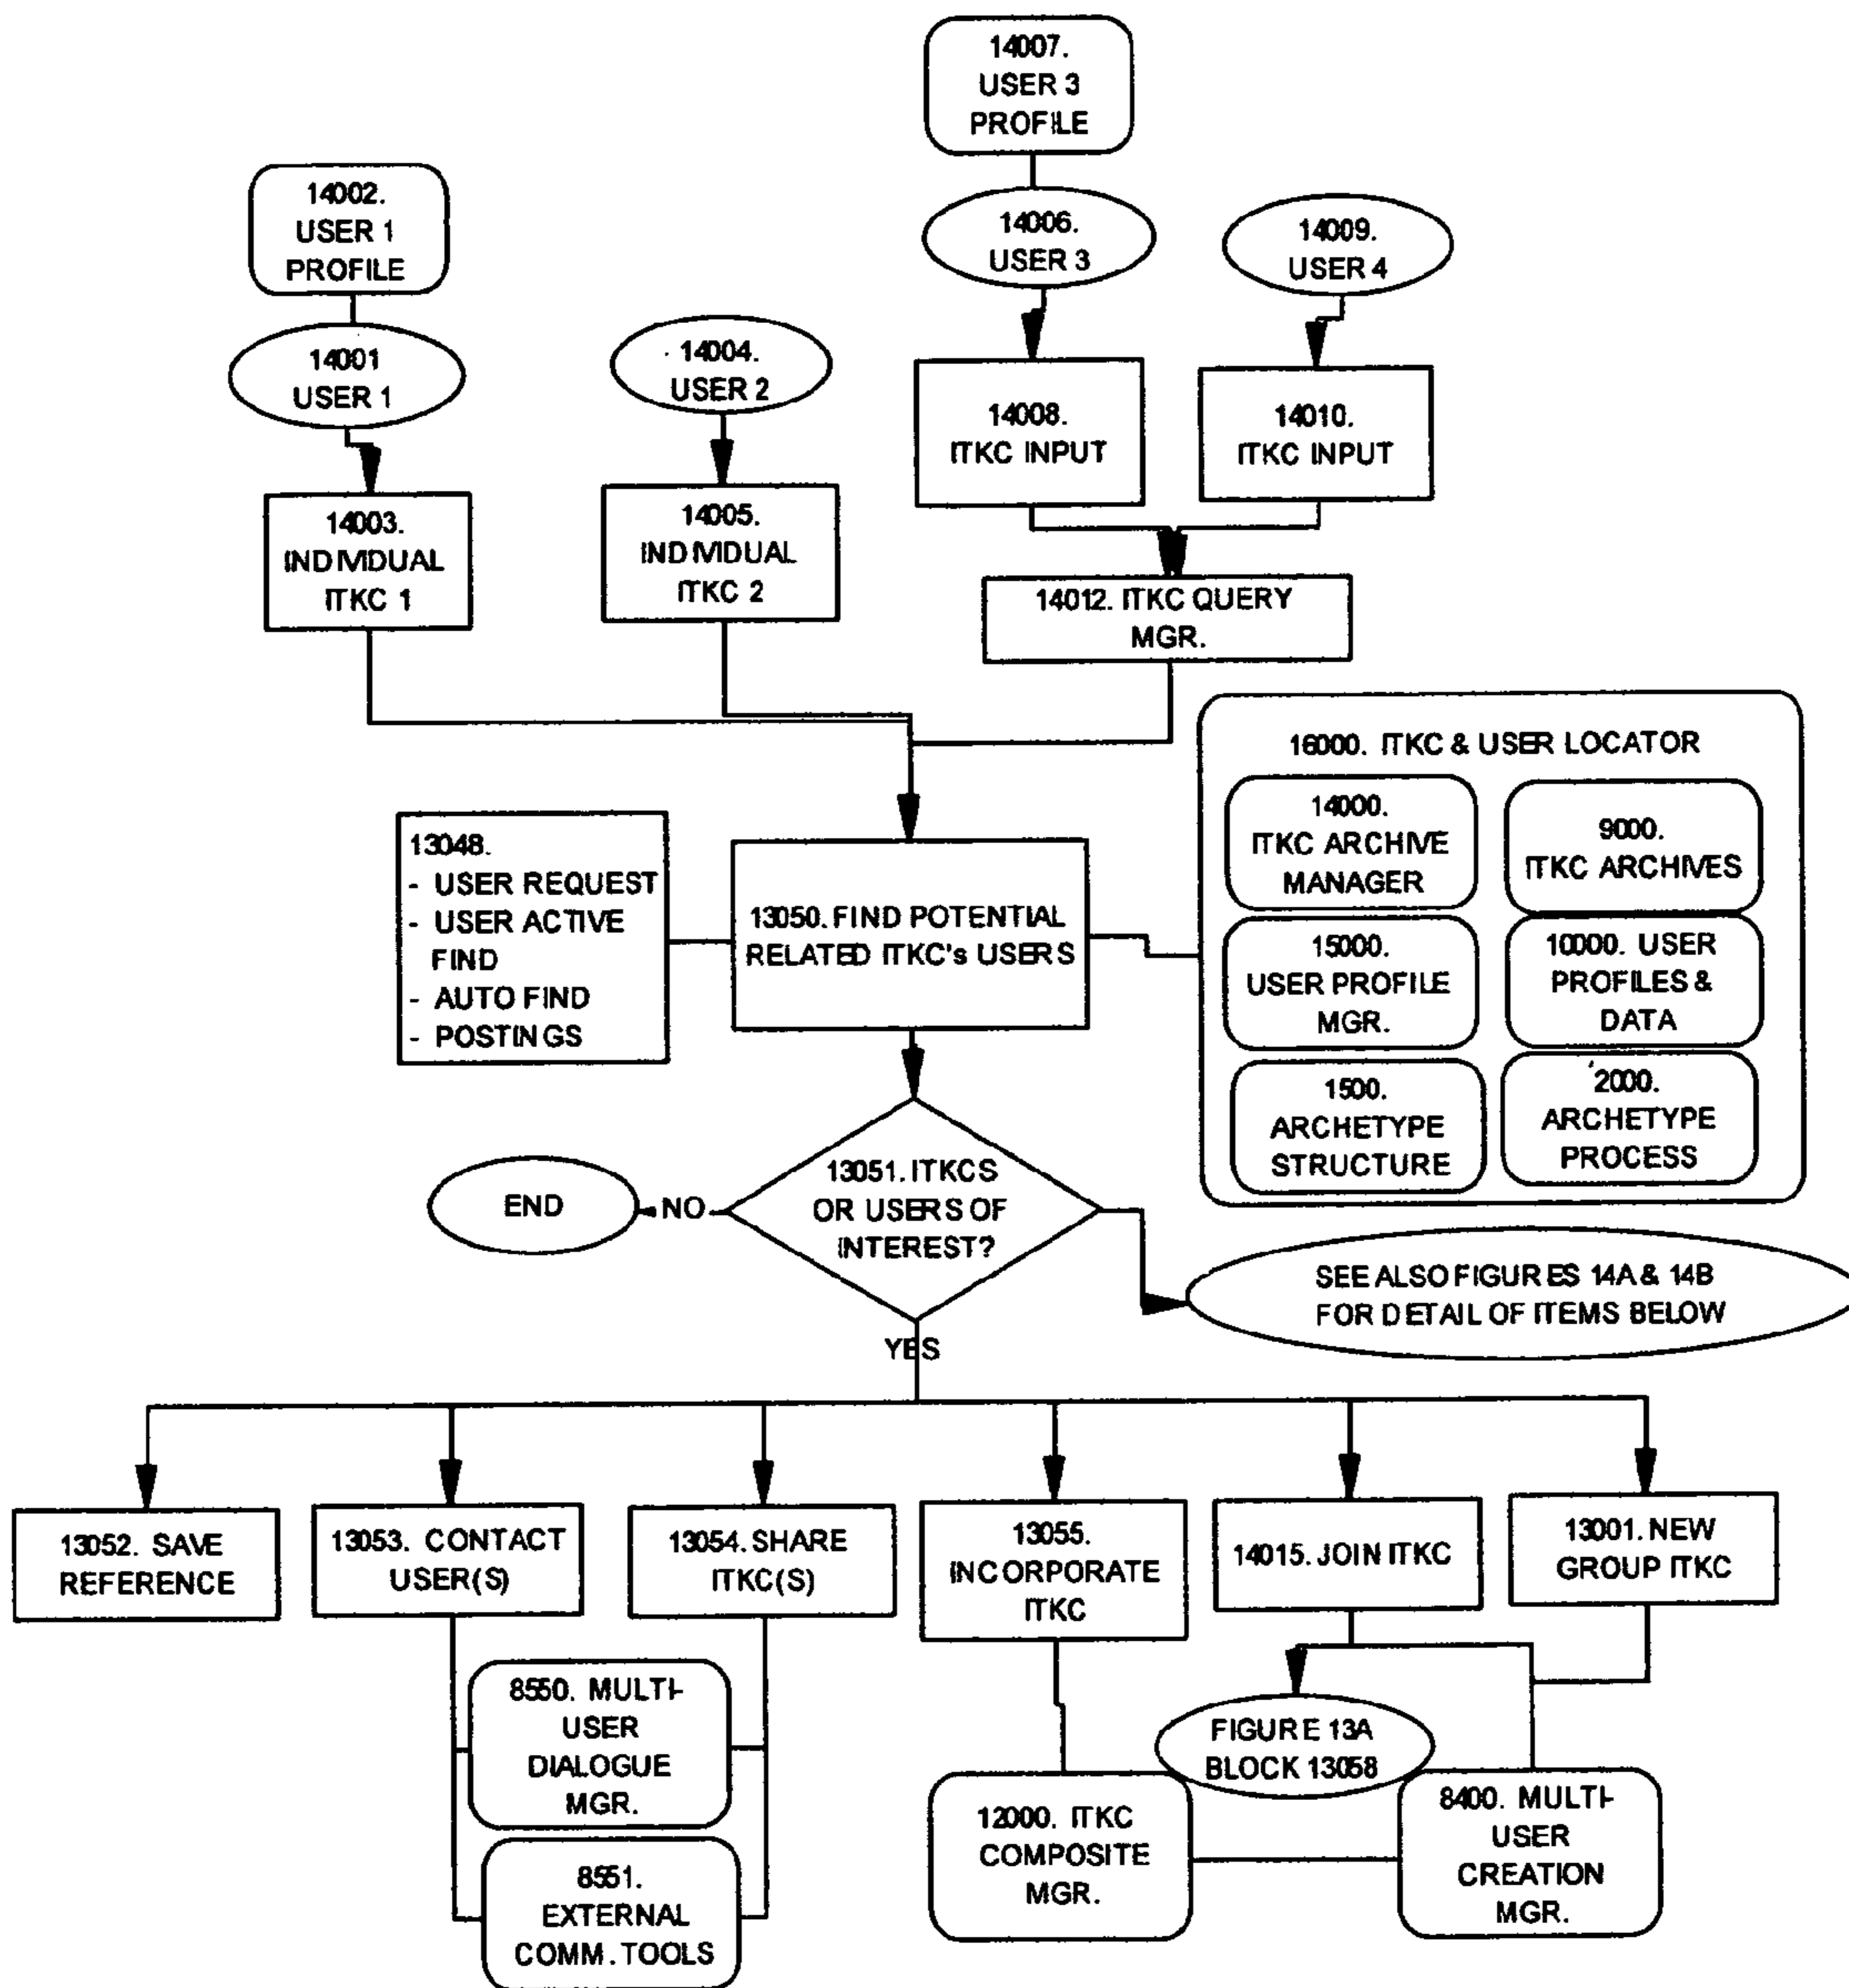 14007.
USER 3
PROFILE
14002.
USER 1
PROFILE
14006.
USER 3
14009.
USER 4
14001
USER 1
14004.
USER 2
14008.
ITKC INPUT
14010.
ITKC INPUT
14003.
INDIVIDUAL
ITKC 1
14005.
INDIVIDUAL
ITKC 2
14012. ITKC QUERY
MGR.
16000. ITKC & USER LOCATOR
14000.
ITKC ARCHIVE
MANAGER
9000.
ITKC ARCHIVES
15000.
USER PROFILE
MGR.
10000. USER
PROFILES &
DATA
1500.
ARCHETYPE
STRUCTURE
2000.
ARCHETYPE
PROCESS
13048.
- USER REQUEST
- USER ACTIVE
FIND
- AUTO FIND
- POSTINGS
13050. FIND POTENTIAL
RELATED ITKC's USERS
13051. ITKCS
OR USERS OF
INTEREST?
NO
END
SEE ALSO FIGURES 14A & 14B
FOR DETAIL OF ITEMS BELOW
YES
13052. SAVE
REFERENCE
13053. CONTACT
USER(S)
13054. SHARE
ITKC(S)
13055.
INCORPORATE
ITKC
14015. JOIN ITKC
13001. NEW
GROUP ITKC
8550. MULTI-
USER
DIALOGUE
MGR.
8551.
EXTERNAL
COMM. TOOLS
FIGURE 13A
BLOCK 13058
12000. ITKC
COMPOSITE
MGR.
8400. MULTI-
USER
CREATION
MGR.